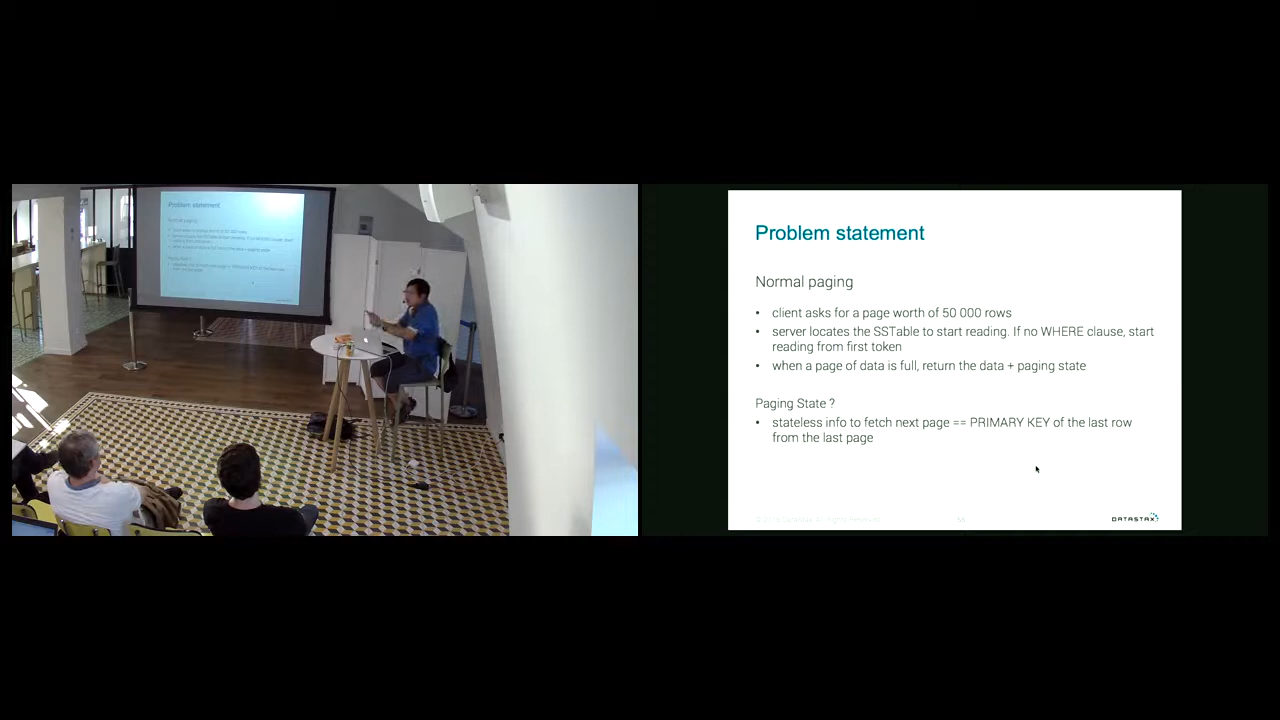 Problem statement
Normal paging
• client asks for a page worth of 50 000 rows
• server locates the SSTable to start reading. If no WHERE clause, start
reading from first token
• when a page of data is full, return the data + paging state
Paging State ?
• stateless info to fetch next page == PRIMARY KEY of the last row
from the last page
DATASTAX
Problem statement